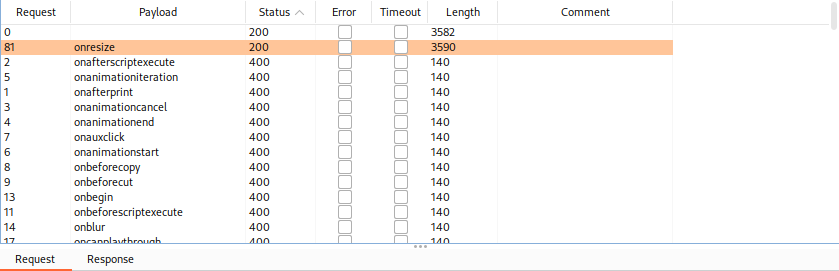 Request Payload Status Error Timeout Length Comment
0 200 3582
81 onresize 200 3590
2 onafterscriptexecute 400 140
5 onanimationiteration 400 140
1 onafterprint 400 140
3 onanimationcancel 400 140
4 onanimationend 400 140
7 onauxclick 400 140
6 onanimationstart 400 140
8 onbeforecopy 400 140
9 onbeforecut 400 140
13 onbegin 400 140
11 onbeforescriptexecute 400 140
14 onblur 400 140
17 oncanplaythrough 400 140
Request Response